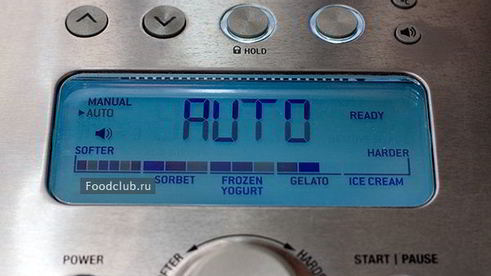 HOLD
MANUAL
AUTO
AUTO
READY
SOFTER
HARDER
Foodclub.ru
SORBET
FROZEN
YOGURT
GELATO
ICE CREAM
POWER
START | PAUSE